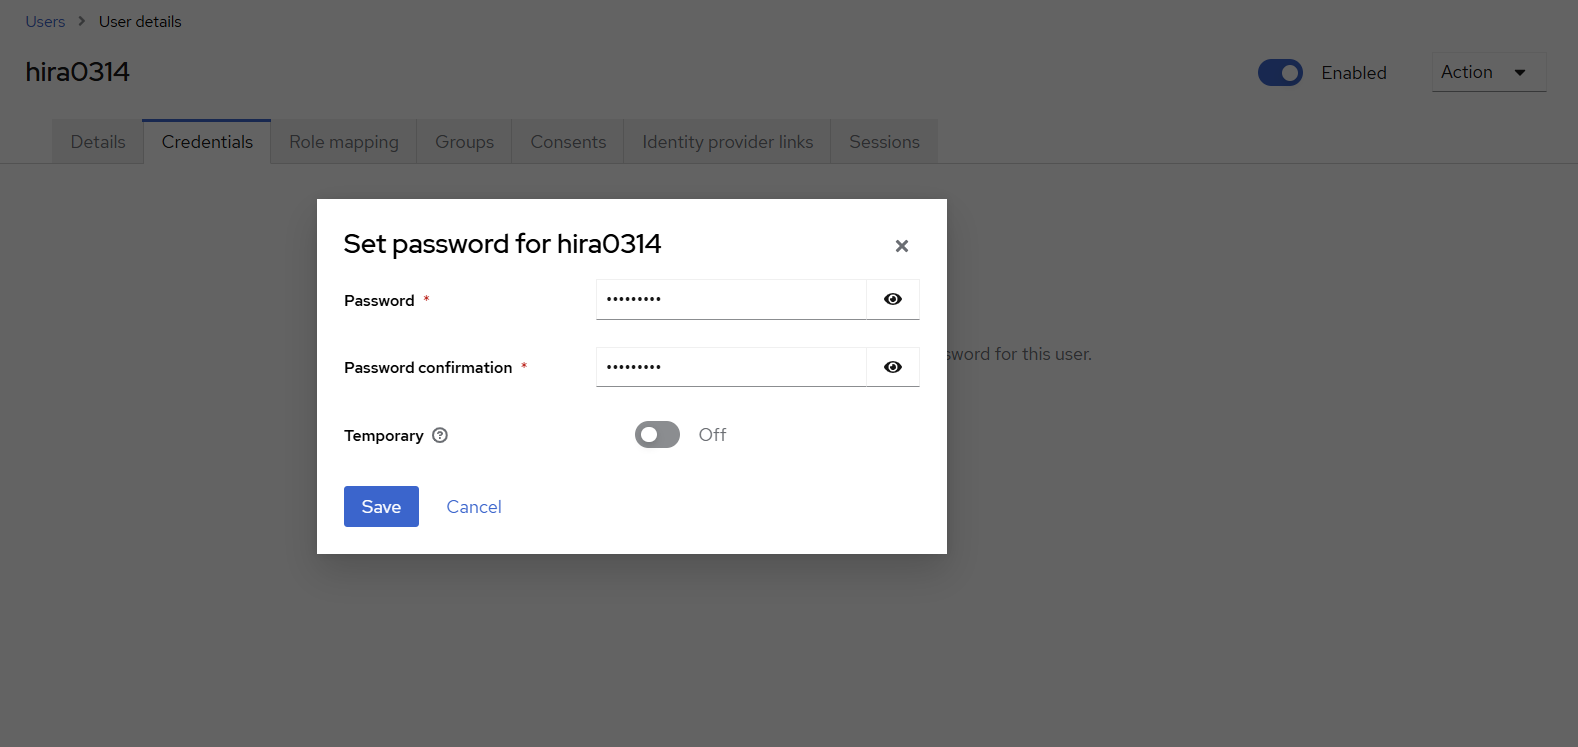 Users > User details
hira0314
Enabled
Action
Details Credentials Role mapping Groups Consents Identity provider links Sessions
Set password for hira0314
Password *
•••••••••
Password confirmation *
•••••••••
Temporary
Off
Save Cancel
sword for this user.